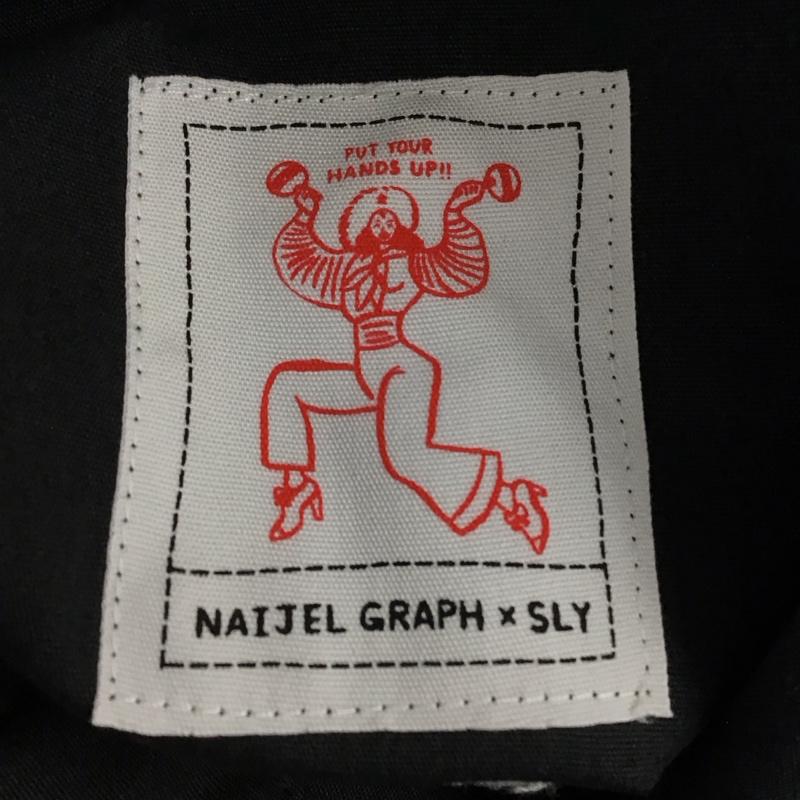 PUT YOUR
HANDS UP!!
NAIJEL GRAPH × SLY